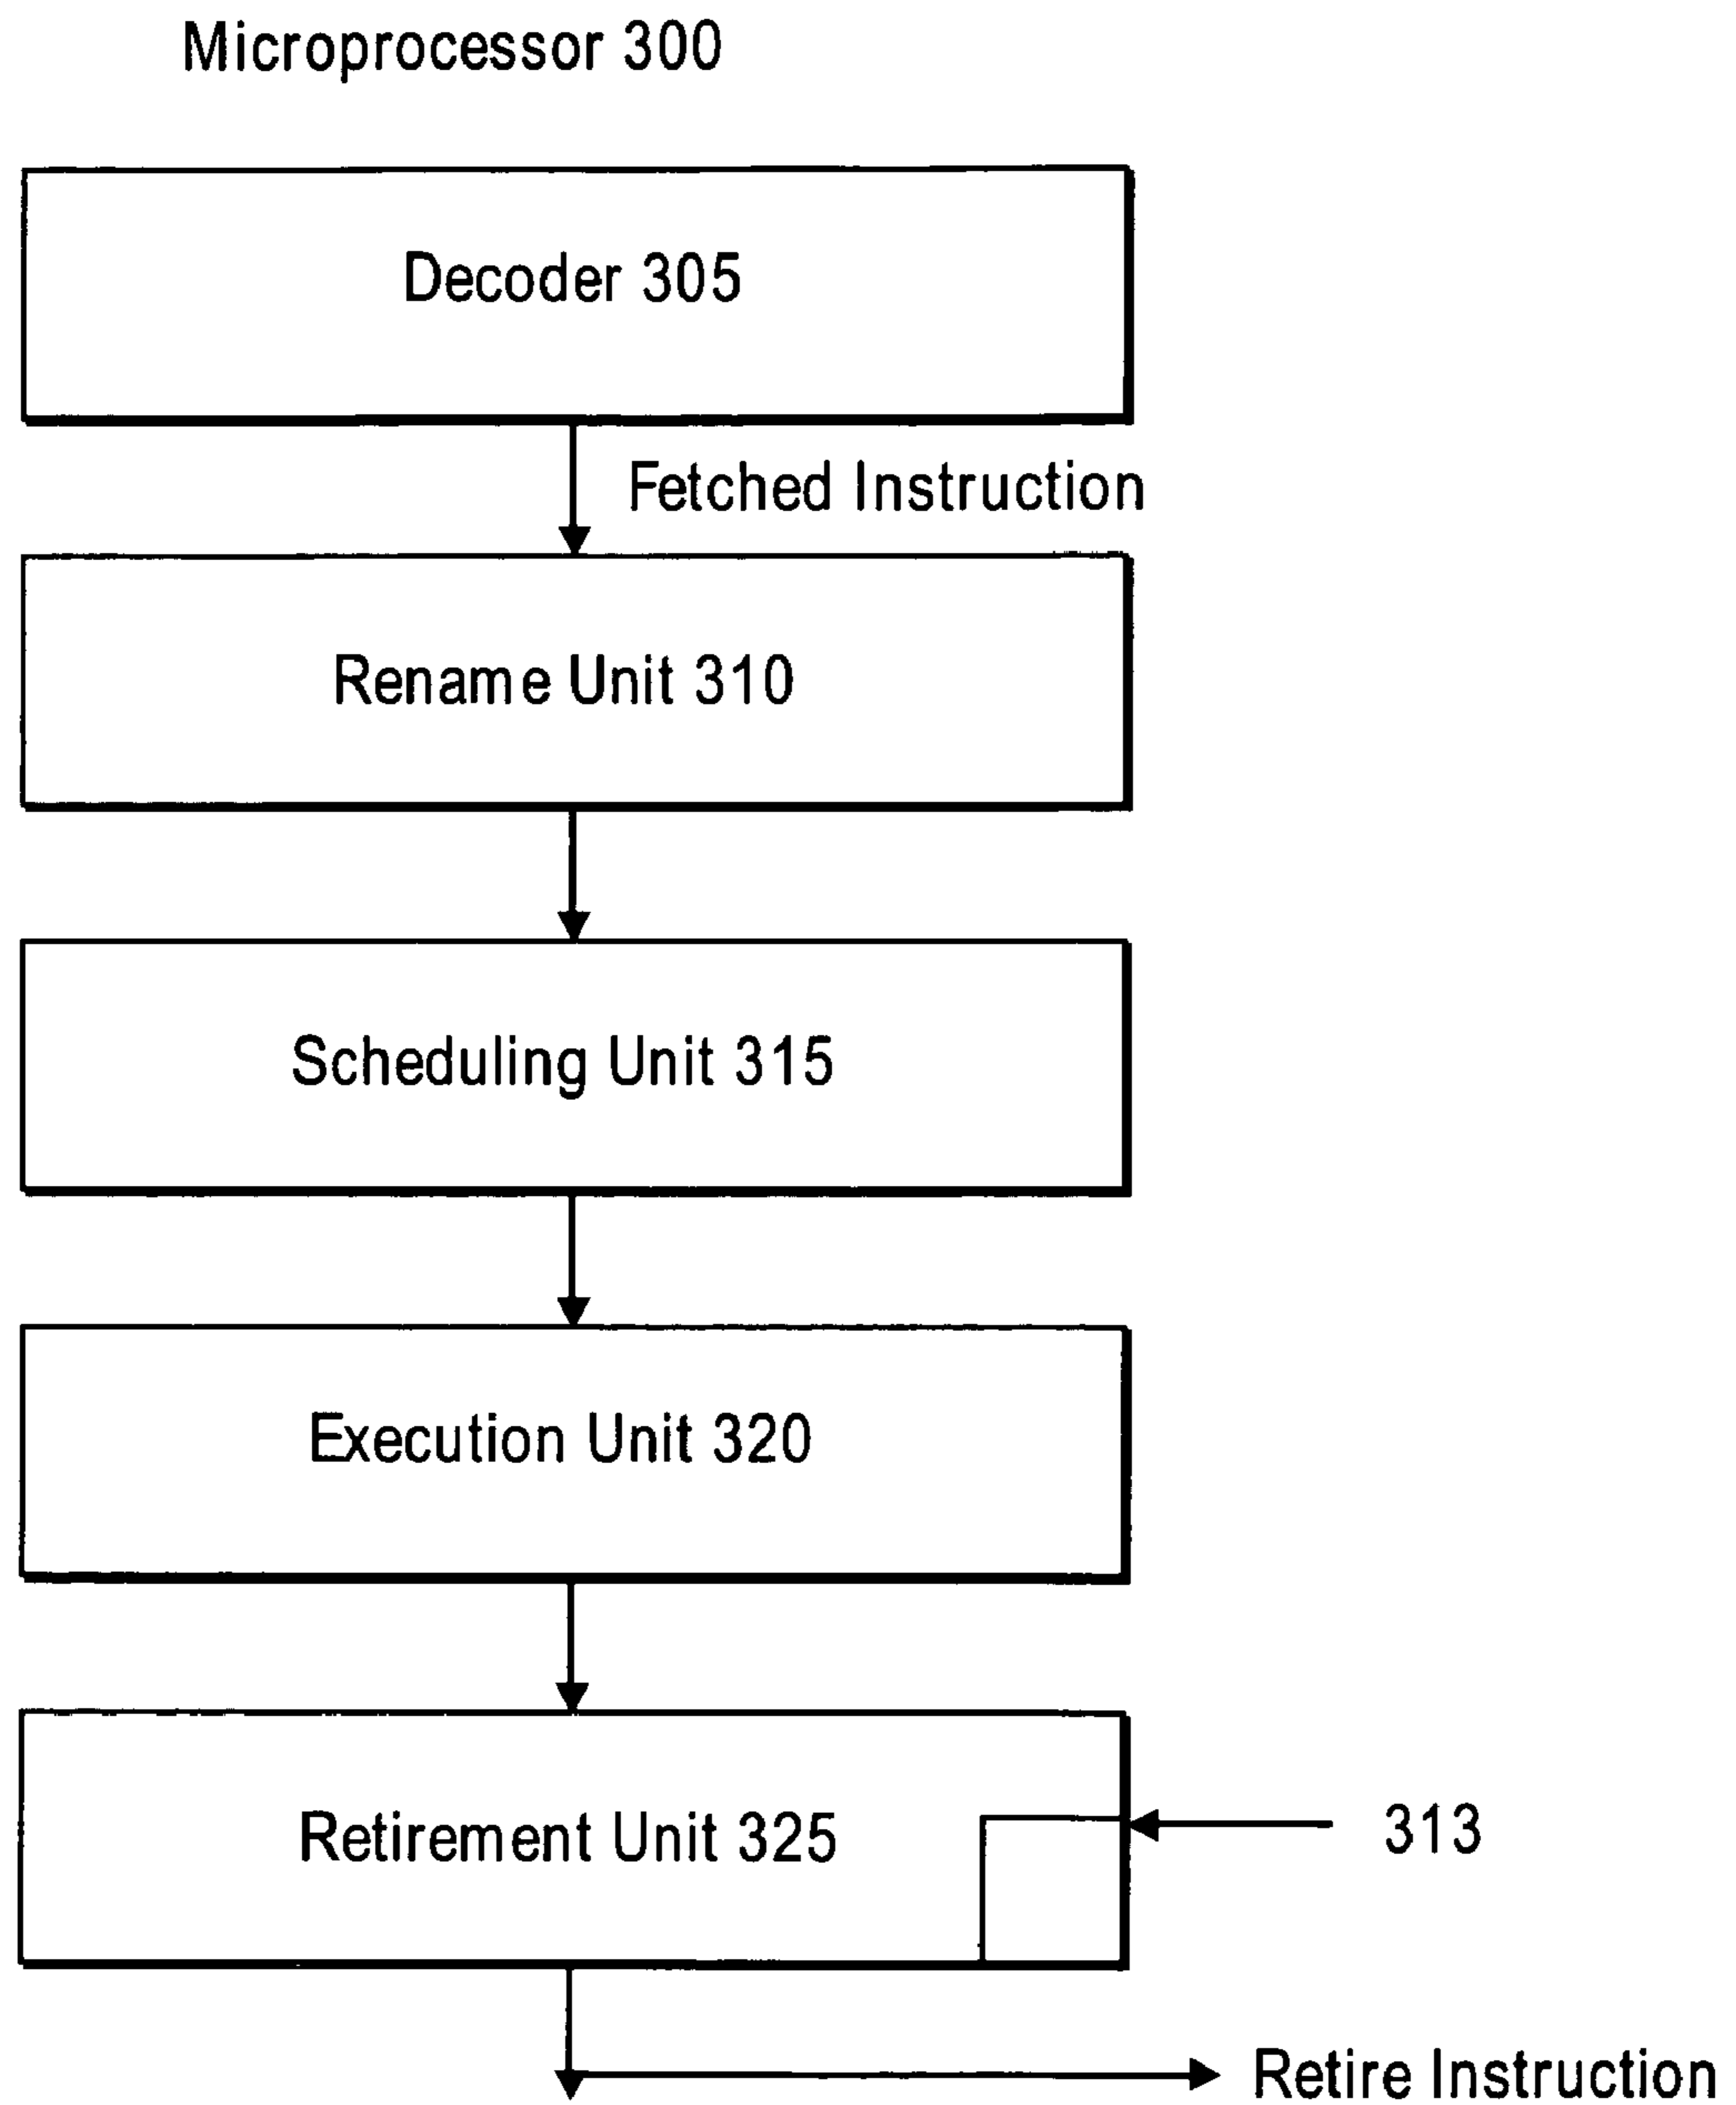 Microprocessor 300
Decoder 305
Fetched Instruction
Rename Unit 310
Scheduling Unit 315
Execution Unit 320
Retirement Unit 325
313
Retire Instruction